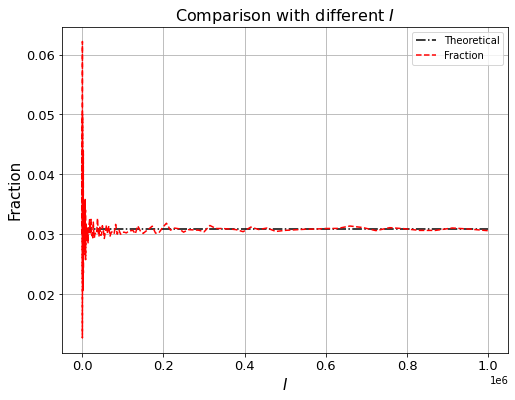 Comparison with different I
Theoretical
Fraction
0.06
0.05
0.04
0.03
0.02
Fraction
0.0 0.2 0.4 0.6 0.8 1.0
1e6
I